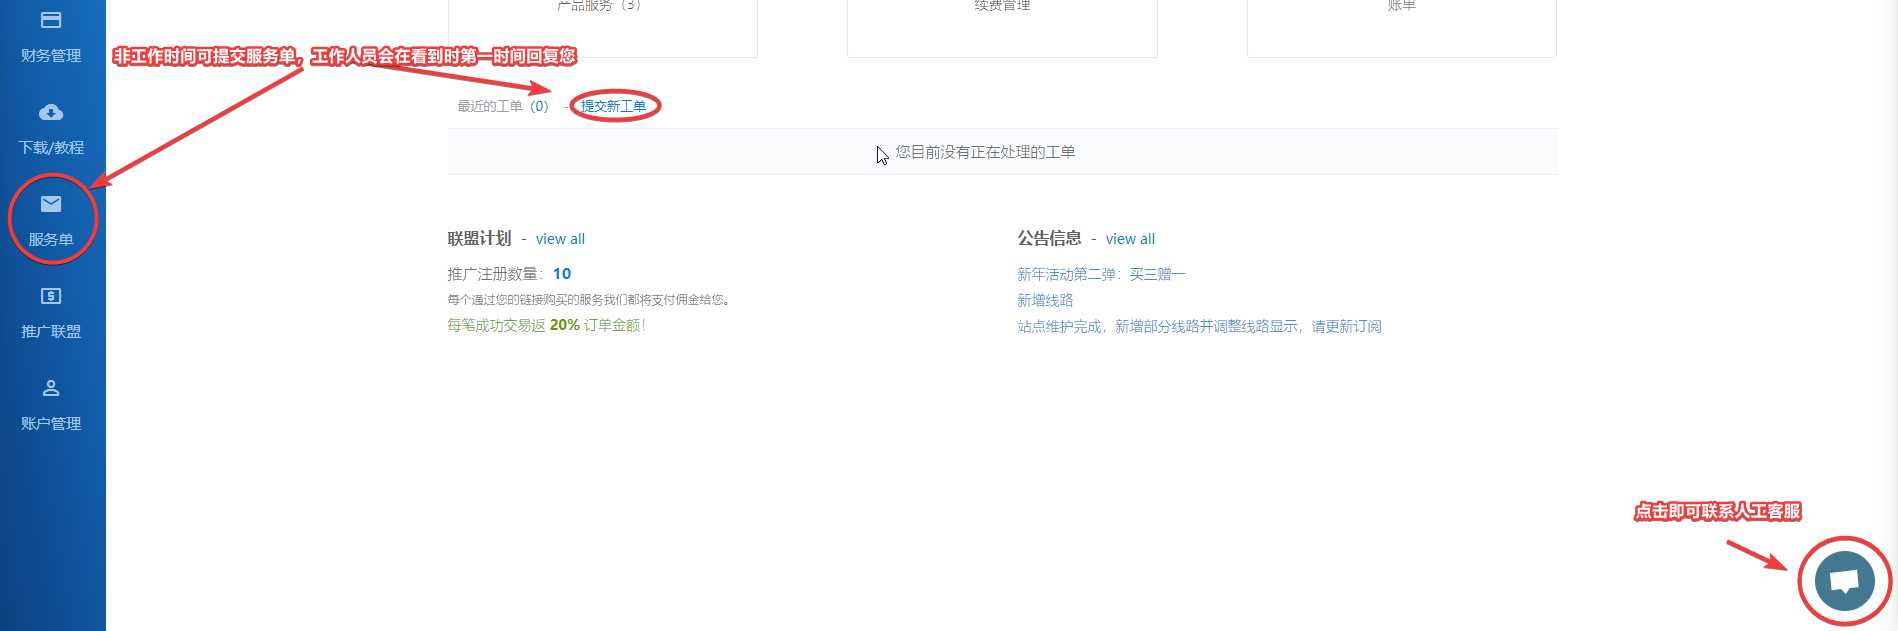 产品服务（3）
续费管理
账单
财务管理
非工作时间可提交服务单，工作人员会在看到时第一时间回复您
最近的工单（0） - 提交新工单
下载/教程
您目前没有正在处理的工单
服务单
联盟计划 - view all
推广注册数量：10
每个通过您的链接购买的服务我们都将支付佣金给您。
每笔成功交易返 20% 订单金额！
公告信息 - view all
新年活动第二弹：买三赠一
新增线路
站点维护完成，新增部分线路并调整线路显示，请更新订阅
推广联盟
账户管理
点击即可联系人工客服